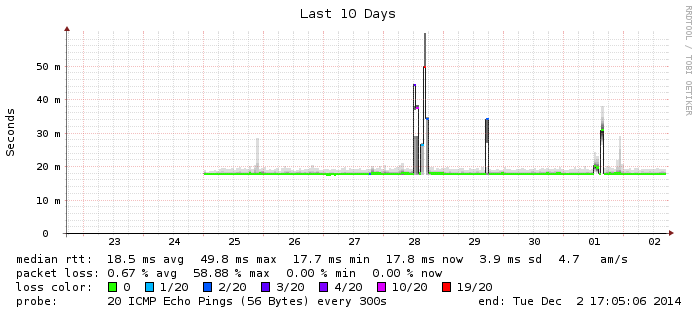 Last 10 Days
RRDTOOL / TOBI OETIKER
Seconds
50 m
40 m
30 m
20 m
10 m
0
23 24 25 26 27 28 29 30 01 02
median rtt: 18.5 ms avg 49.8 ms max 17.7 ms min 17.8 ms now 3.9 ms sd 4.7 am/s
packet loss: 0.67 % avg 58.88 % max 0.00 % min 0.00 % now
loss color: 0 1/20 2/20 3/20 4/20 10/20 19/20
probe: 20 ICMP Echo Pings (56 Bytes) every 300s end: Tue Dec 2 17:05:06 2014